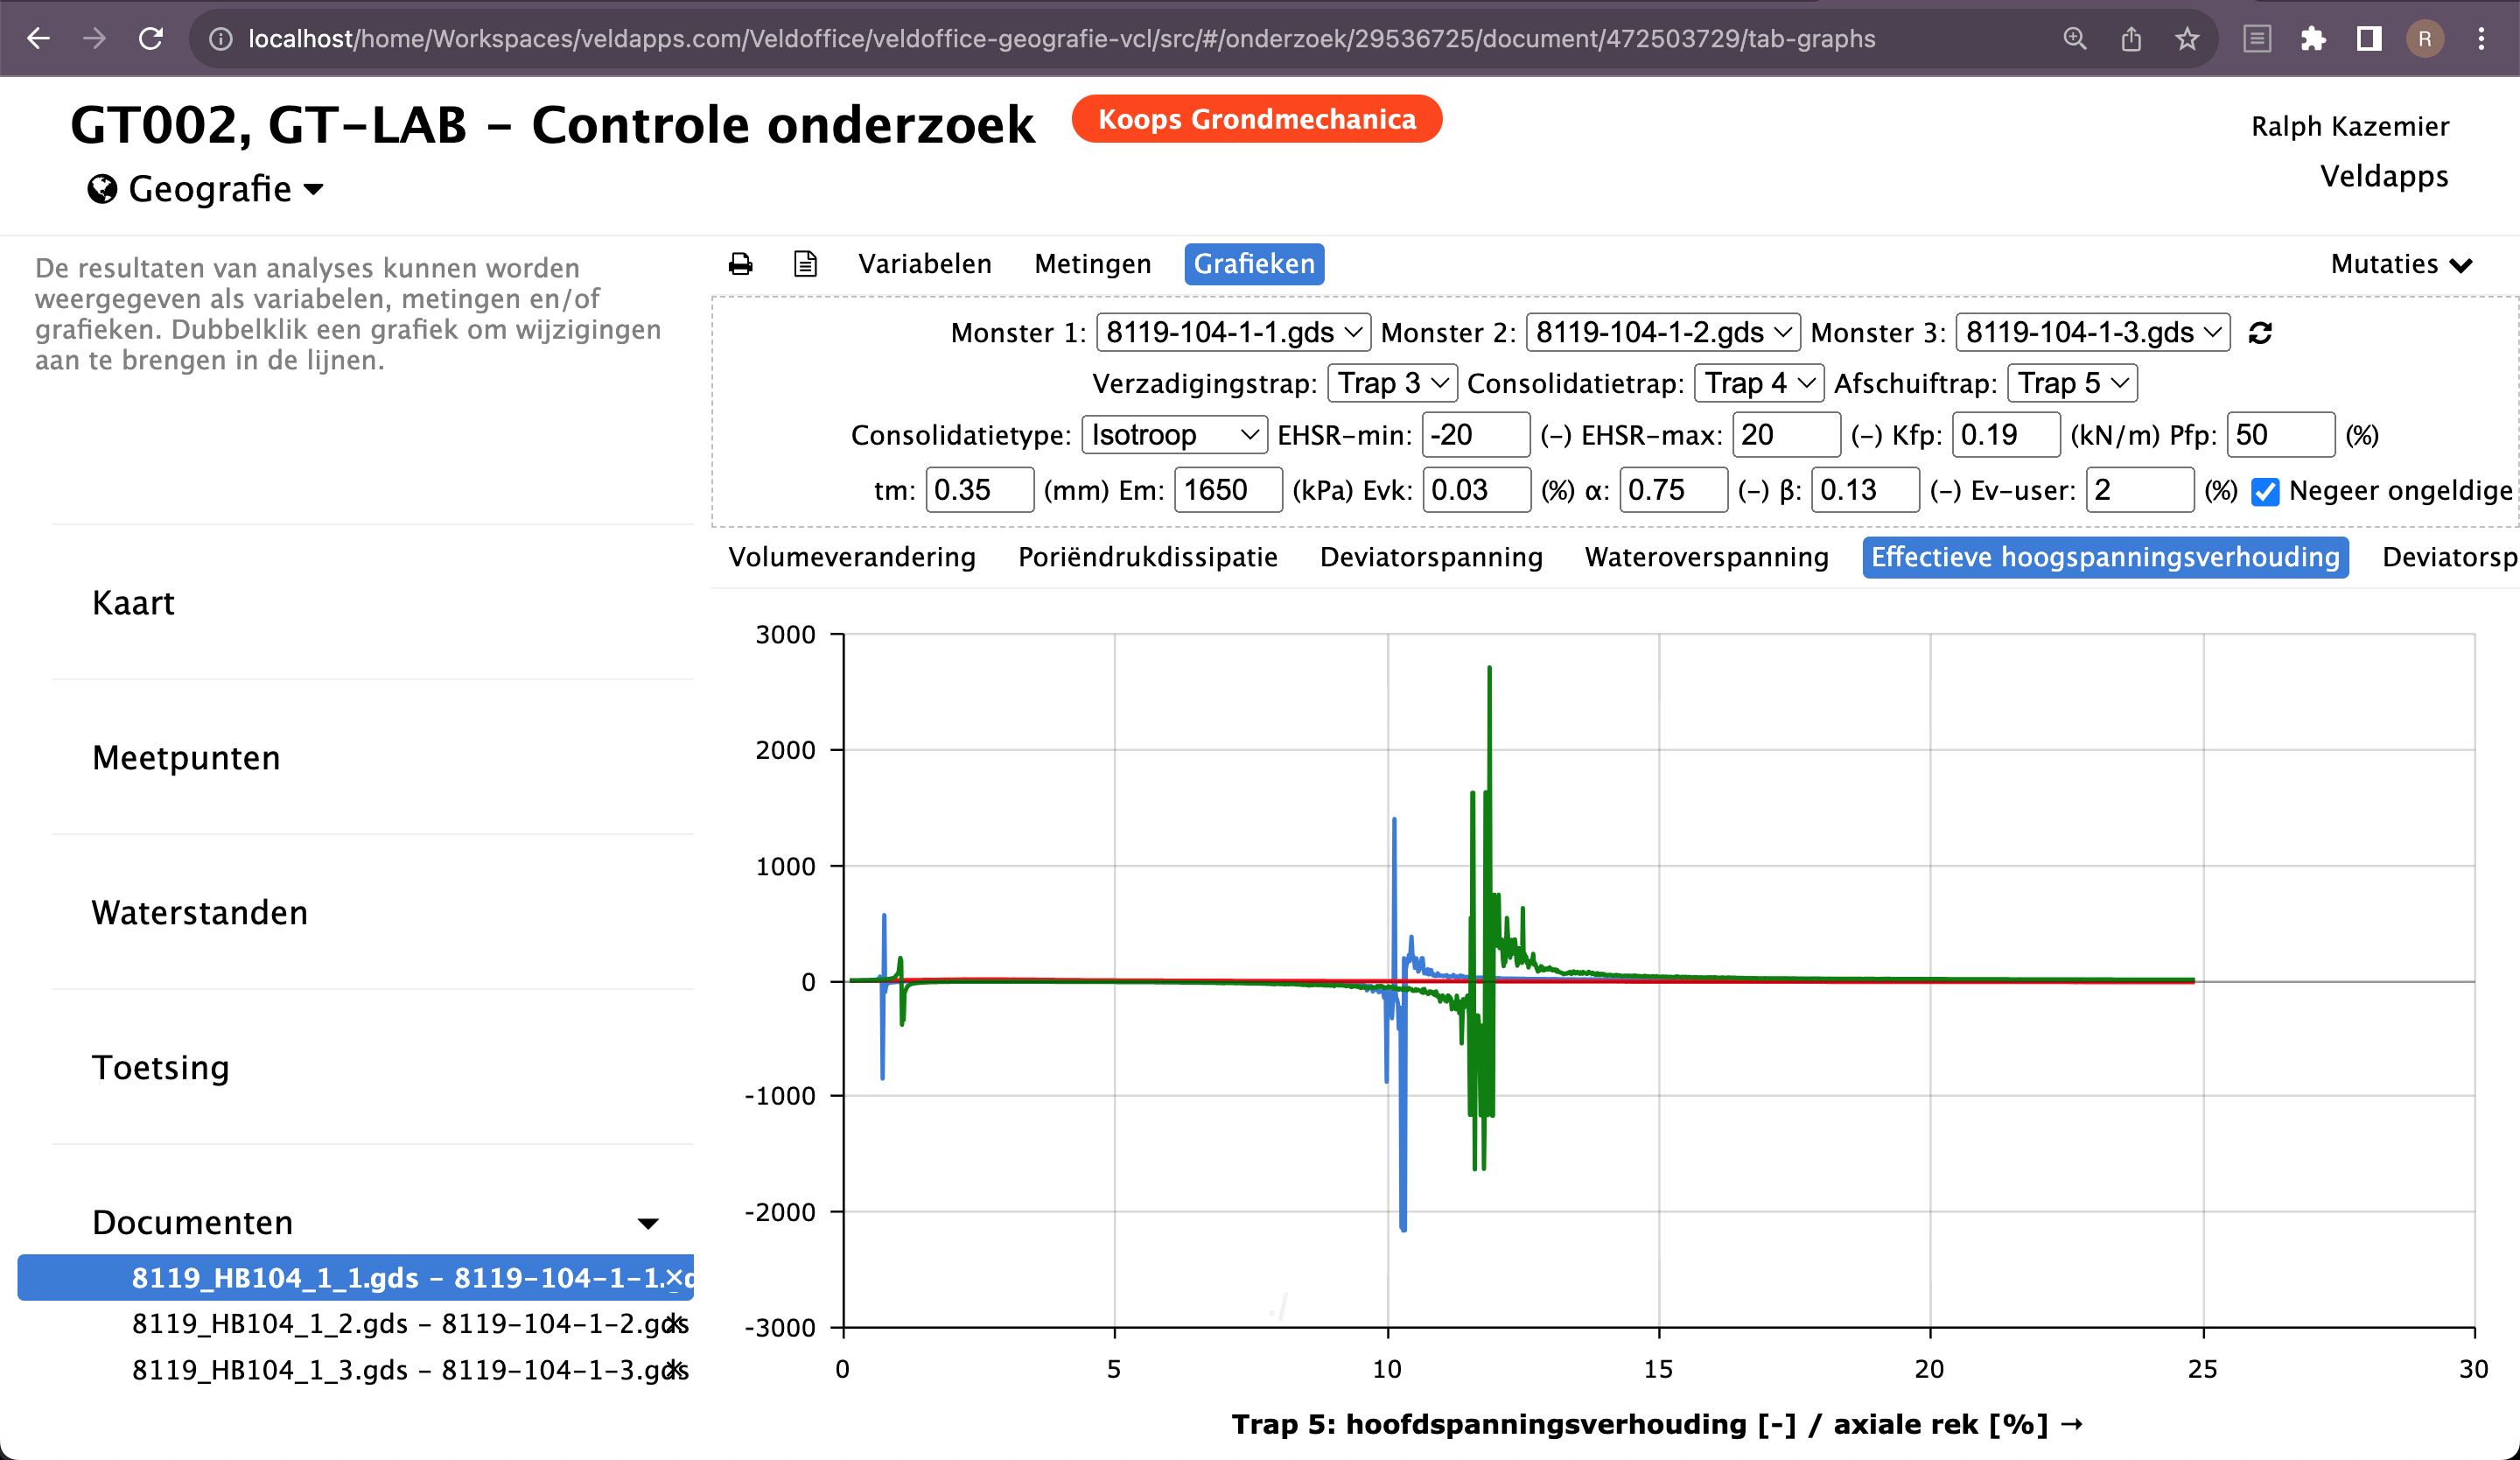 localhost/home/Workspaces/veldapps.com/Veldoffice/veldoffice-geografie-vcl/src/#/onderzoek/29536725/document/472503729/tab-graphs
R
GT002, GT-LAB - Controle onderzoek
Koops Grondmechanica
Ralph Kazemier
Veldapps
Geografie
De resultaten van analyses kunnen worden
weergegeven als variabelen, metingen en/of
grafieken. Dubbelklik een grafiek om wijzigingen
aan te brengen in de lijnen.
Kaart
Meetpunten
Waterstanden
Toetsing
Documenten
8119_HB104_1_1.gds - 8119-104-1-1.
8119_HB104_1_2.gds - 8119-104-1-2.gds
8119_HB104_1_3.gds - 8119-104-1-3.gds
Variabelen Metingen Grafieken Mutaties
Monster 1: 8119-104-1-1.gds Monster 2: 8119-104-1-2.gds Monster 3: 8119-104-1-3.gds
Verzadigingstrap: Trap 3 Consolidatietrap: Trap 4 Afschuiftrap: Trap 5
Consolidatietype: Isotroop EHSR-min: -20 (-) EHSR-max: 20 (-) Kfp: 0.19 (kN/m) Pfp: 50 (%)
tm: 0.35 (mm) Em: 1650 (kPa) Evk: 0.03 (%) α: 0.75 (-) β: 0.13 (-) Ev-user: 2 (%) Negeer ongeldige
Volumeverandering Poriëndrukdissipatie Deviatorspanning Wateroverspanning Effectieve hoogspanningsverhouding Deviatorsp
3000
2000
1000
0
-1000
-2000
-3000
0 5 10 15 20 25 30
Trap 5: hoofdspanningsverhouding [-] / axiale rek [%] →